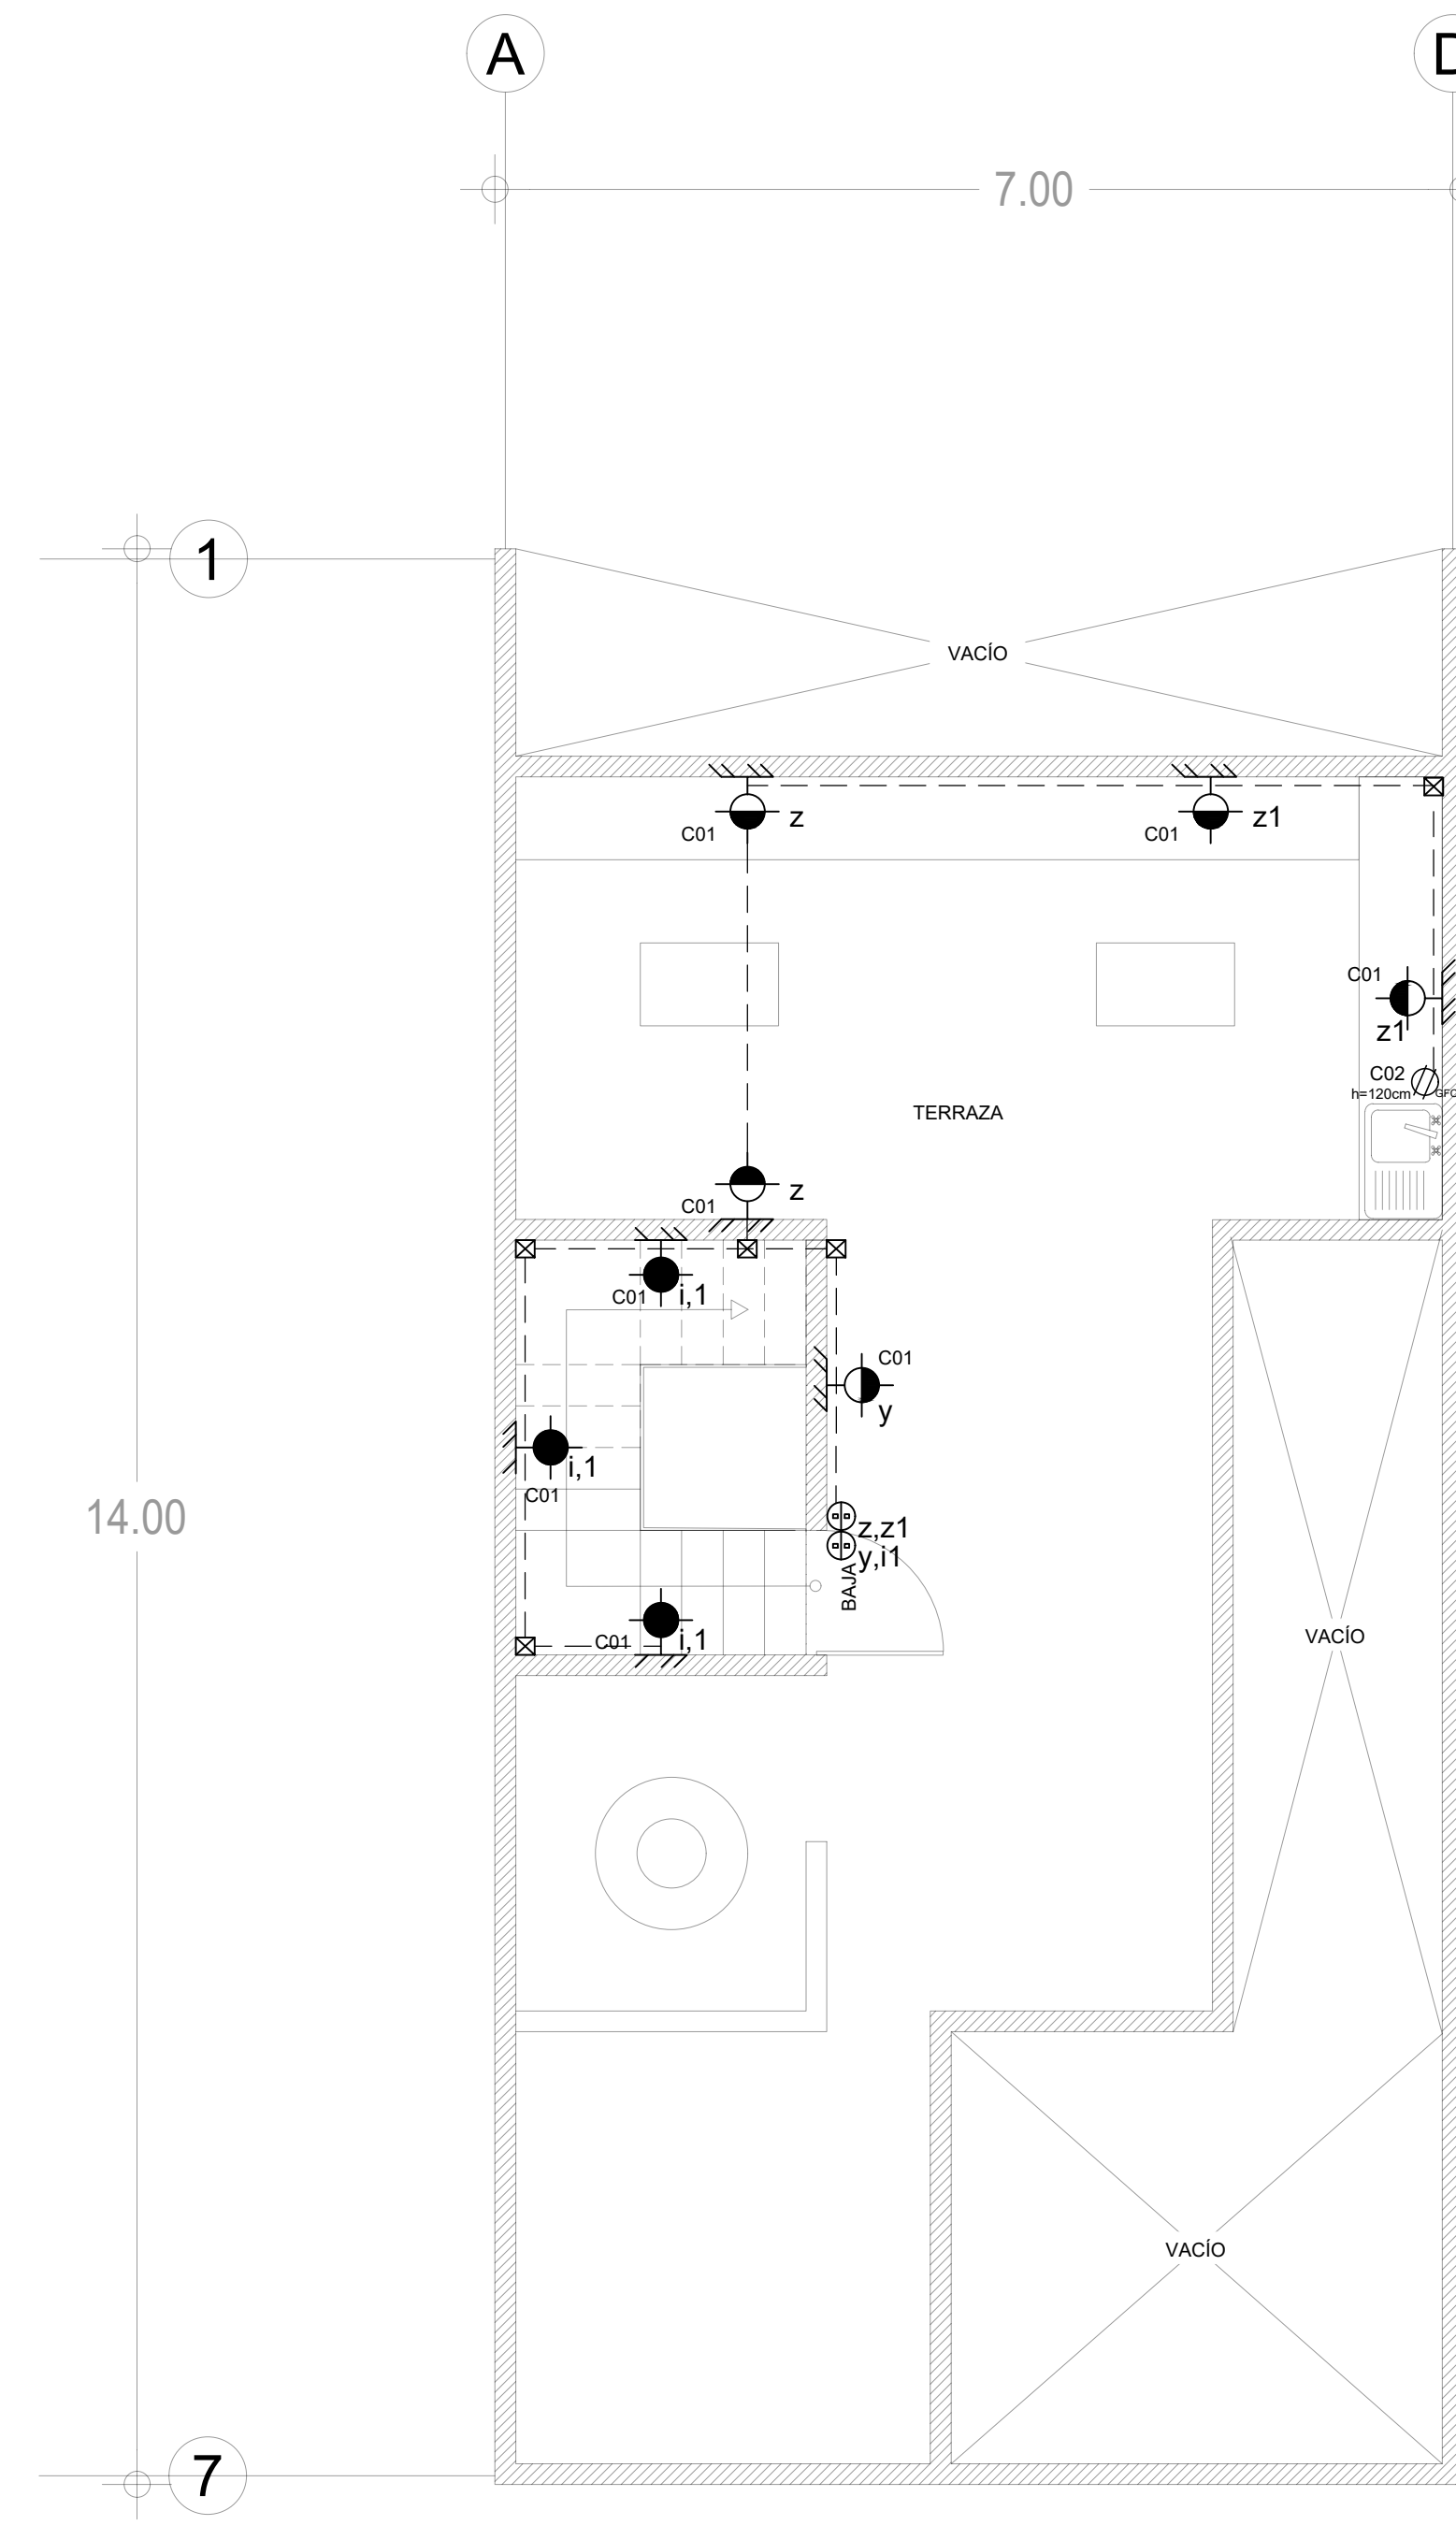 A
D
7.00
1
VACÍO
C01
z
C01
z1
C01
z1
C02
h=120cm
GFC
TERRAZA
C01
z
C01
i,1
C01
y
i,1
C01
14.00
z,z1
y,i1
BAJA
C01
i,1
VACÍO
VACÍO
7